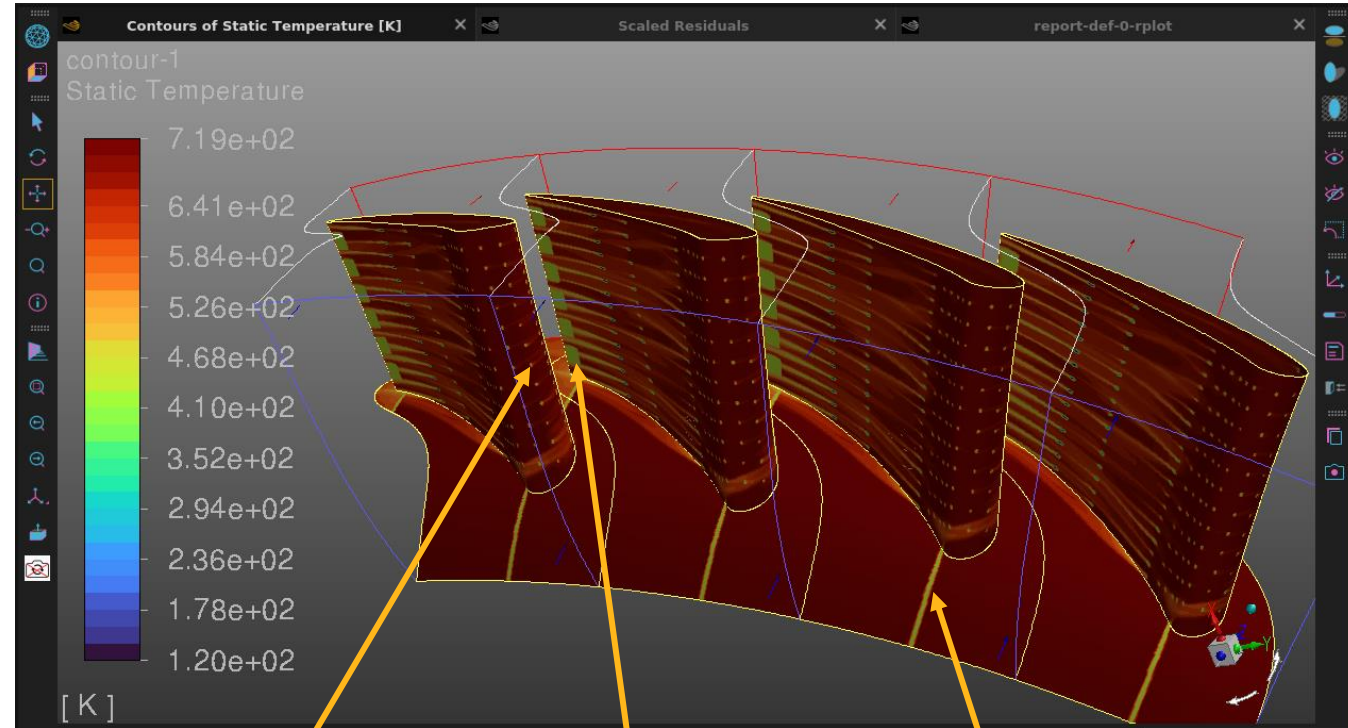 Contours of Static Temperature [K]
Scaled Residuals
report-def-0-rplot
contour-1
Static Temperature
7.19e+02
6.41e+02
5.84e+02
5.26e+02
4.68e+02
4.10e+02
3.52e+02
2.94e+02
2.36e+02
1.78e+02
1.20e+02
[ K ]
Y